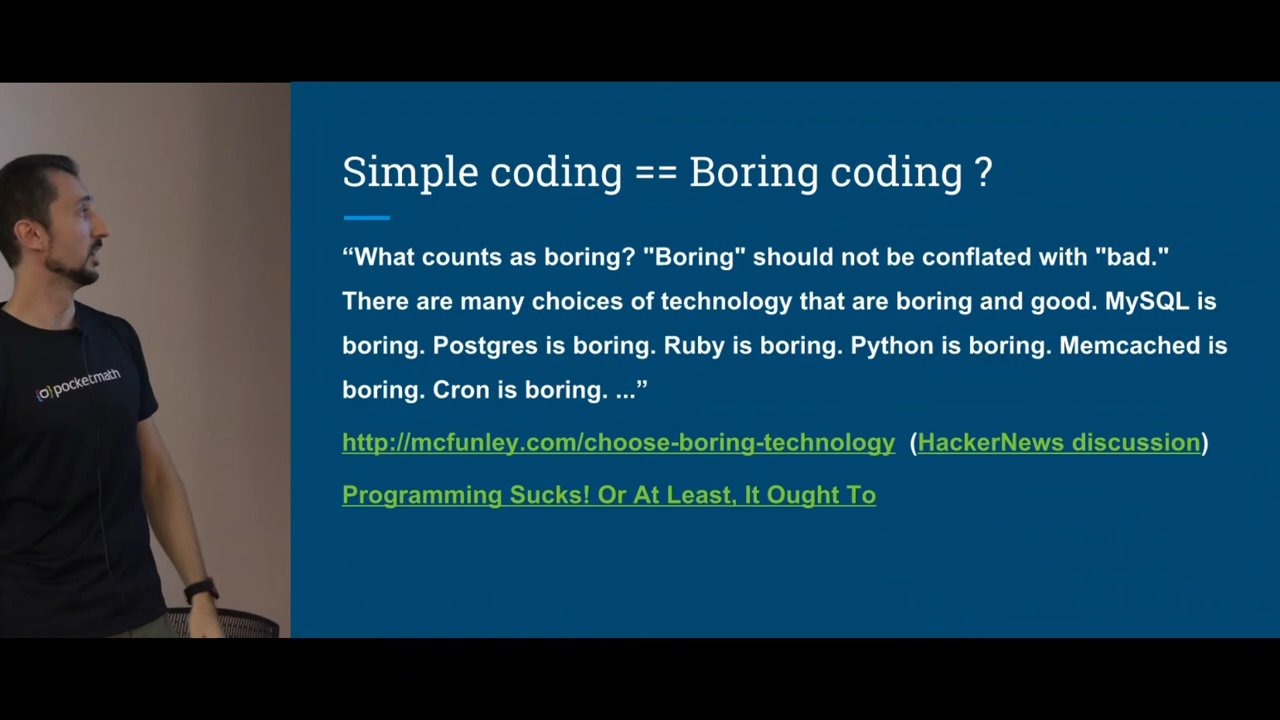 Simple coding == Boring coding ?
“What counts as boring? "Boring" should not be conflated with "bad."
There are many choices of technology that are boring and good. MySQL is
boring. Postgres is boring. Ruby is boring. Python is boring. Memcached is
boring. Cron is boring. ...”
http://mcfunley.com/choose-boring-technology (HackerNews discussion)
Programming Sucks! Or At Least, It Ought To
{o}pocketmath